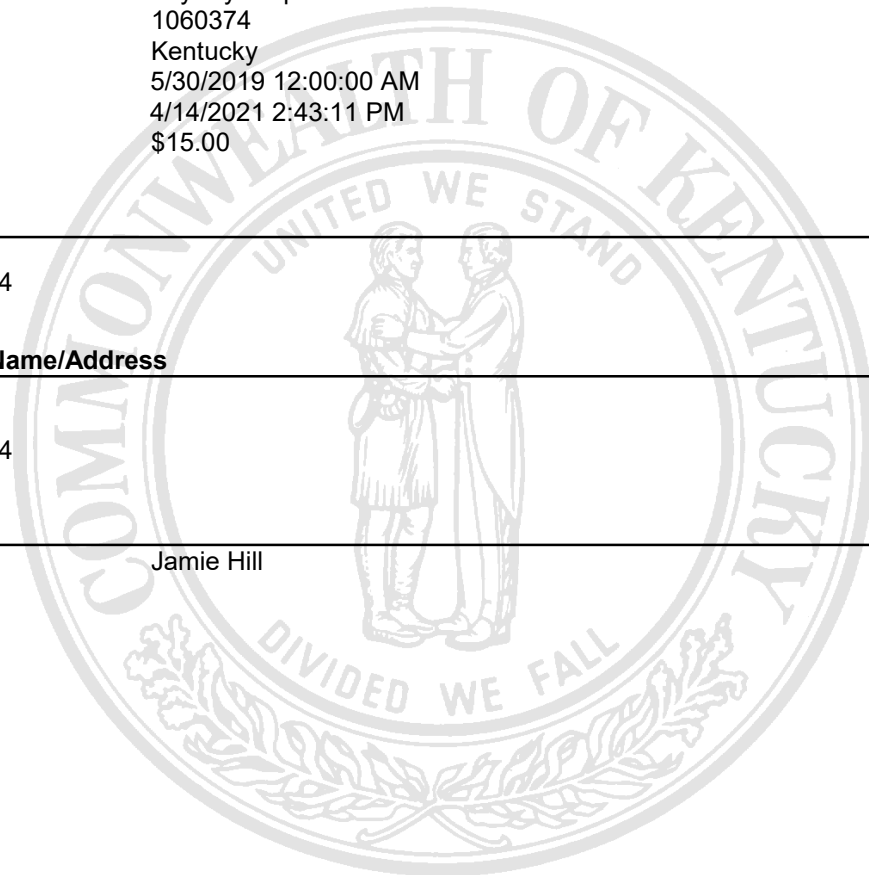 1060374
Kentucky
5/30/2019 12:00:00 AM
4/14/2021 2:43:11 PM
$15.00
4
Name/Address
4
Jamie Hill
COMMONWEALTH OF KENTUCKY
UNITED WE STAND
DIVIDED WE FALL